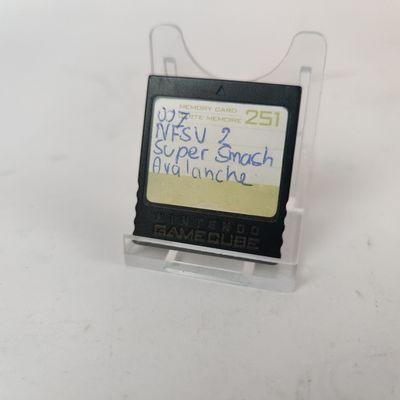 MEMORY CARD
CARTE MEMOIRE 251
007
NFSU 2
Super Smash
Avalanche
NINTENDO
GAMECUBE